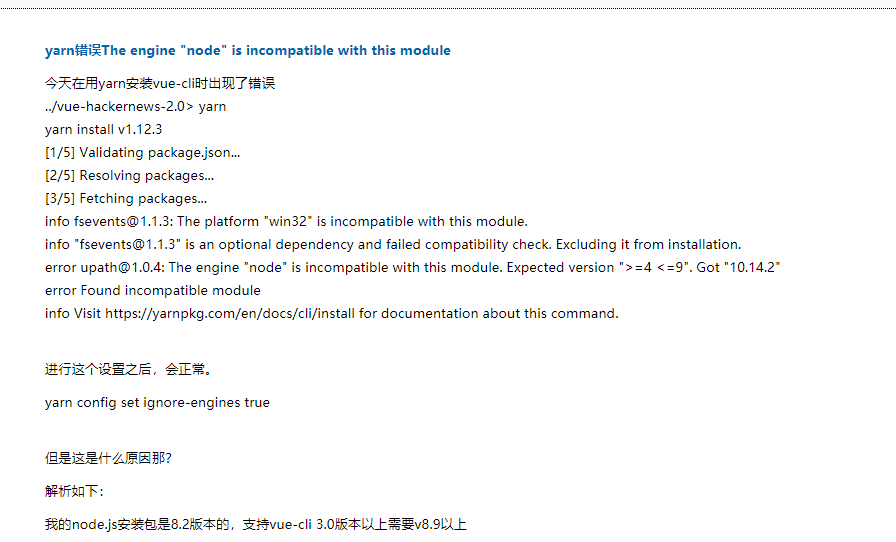 yarn错误The engine "node" is incompatible with this module
今天在用yarn安装vue-cli时出现了错误
../vue-hackernews-2.0> yarn
yarn install v1.12.3
[1/5] Validating package.json...
[2/5] Resolving packages...
[3/5] Fetching packages...
info fsevents@1.1.3: The platform "win32" is incompatible with this module.
info "fsevents@1.1.3" is an optional dependency and failed compatibility check. Excluding it from installation.
error upath@1.0.4: The engine "node" is incompatible with this module. Expected version ">=4 <=9". Got "10.14.2"
error Found incompatible module
info Visit https://yarnpkg.com/en/docs/cli/install for documentation about this command.
进行这个设置之后，会正常。
yarn config set ignore-engines true
但是这是什么原因那?
解析如下：
我的node.js安装包是8.2版本的，支持vue-cli 3.0版本以上需要v8.9以上